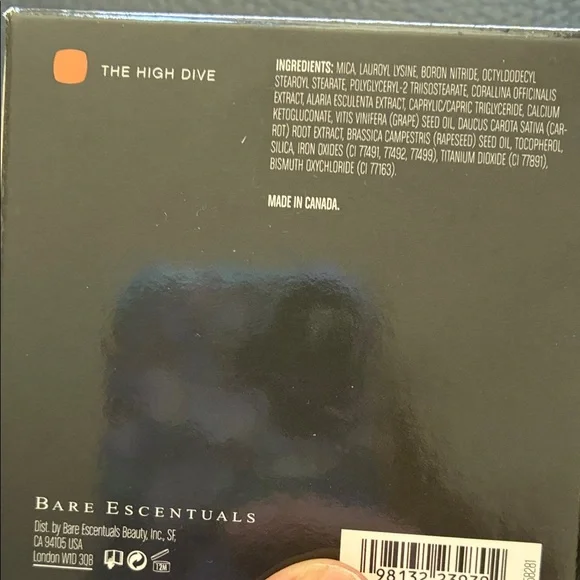 THE HIGH DIVE
INGREDIENTS: MICA, LAUROYL LYSINE, BORON NITRIDE, OCTYLDODECYL
STEAROYL STEARATE, POLYGLYCERYL-2 TRIISOSTEARATE, CORALLINA OFFICINALIS
EXTRACT, ALARIA ESCULENTA EXTRACT, CAPRYLIC/CAPRIC TRIGLYCERIDE, CALCIUM
KETOGLUCONATE, VITIS VINIFERA (GRAPE) SEED OIL, DAUCUS CAROTA SATIVA (CAR-
ROT) ROOT EXTRACT, BRASSICA CAMPESTRIS (RAPESEED) SEED OIL, TOCOPHEROL,
SILICA, IRON OXIDES (CI 77491, 77492, 77499), TITANIUM DIOXIDE (CI 77891),
BISMUTH OXYCHLORIDE (CI 77163).
MADE IN CANADA.
BARE ESCENTUALS
Dist. by Bare Escentuals Beauty, Inc., SF,
CA 94105 USA
London W1D 3QB
12M